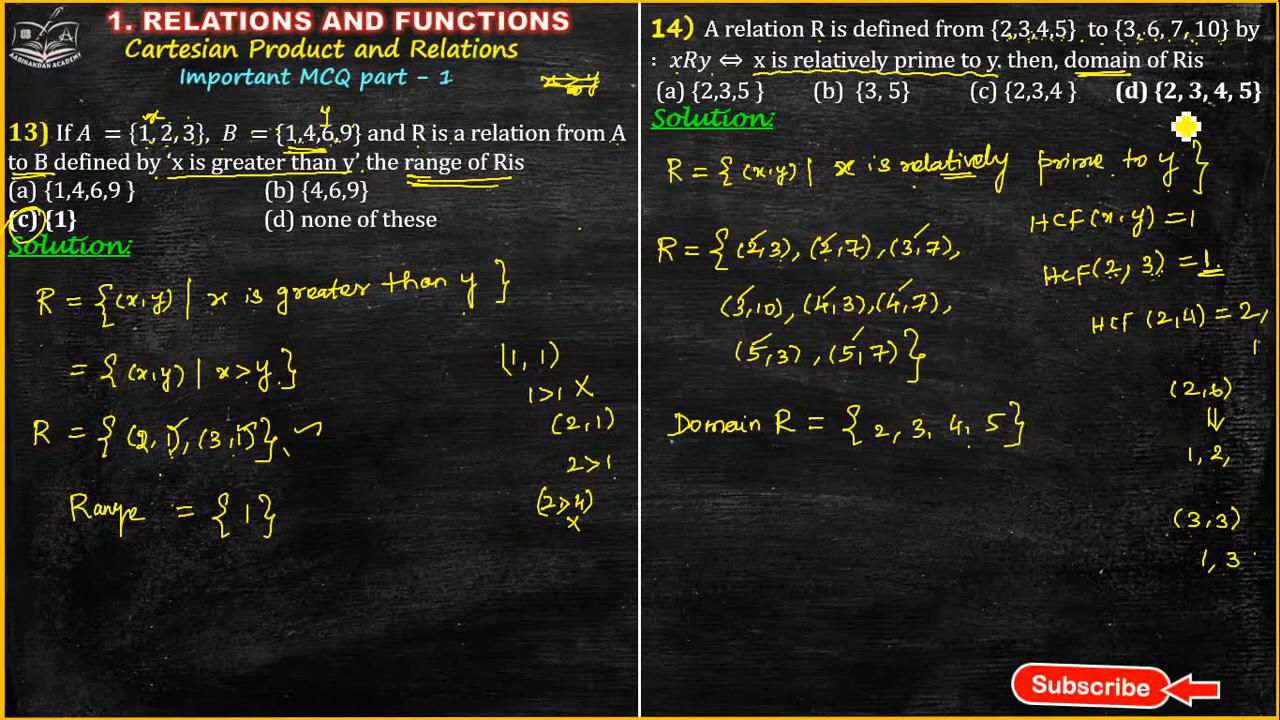 AADINANDAN ACADEMY
1. RELATIONS AND FUNCTIONS
Cartesian Product and Relations
Important MCQ part - 1
x > y
x y
13) If A = {1, 2, 3}, B = {1,4,6,9} and R is a relation from A
to B defined by 'x is greater than y' the range of Ris
(a) {1,4,6,9 } (b) {4,6,9}
(c) {1} (d) none of these
Solution:
R = {(x,y) | x is greater than y }
= {(x,y) | x > y }
R = { (2,1), (3,1) }
Range = { 1 }
(1, 1)
1 > 1 X
(2, 1)
2 > 1
(2 > 4)
X
14) A relation R is defined from {2,3,4,5} to {3, 6, 7, 10} by
: xRy ⇔ x is relatively prime to y. then, domain of Ris
(a) {2,3,5 } (b) {3, 5} (c) {2,3,4 } (d) {2, 3, 4, 5}
Solution:
R = { (x,y) | x is relatively prime to y }
HCF(x,y) = 1
R = { (2,3), (2,7), (3,7),
HCF(2, 3) = 1.
(3,10), (4,3), (4,7),
HCF (2,4) = 2,
1
(5,3), (5,7) }
(2,6)
⇓
1, 2,
Domain R = { 2, 3, 4, 5 }
(3,3)
1, 3
Subscribe